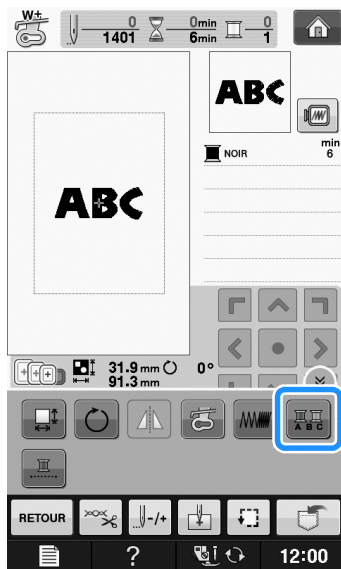 W+
0
1401
0min
6min
0
1
ABC
NOIR
min
6
ABC
31.9 mm
91.3 mm
0°
A B C
RETOUR
-/+
?
12:00